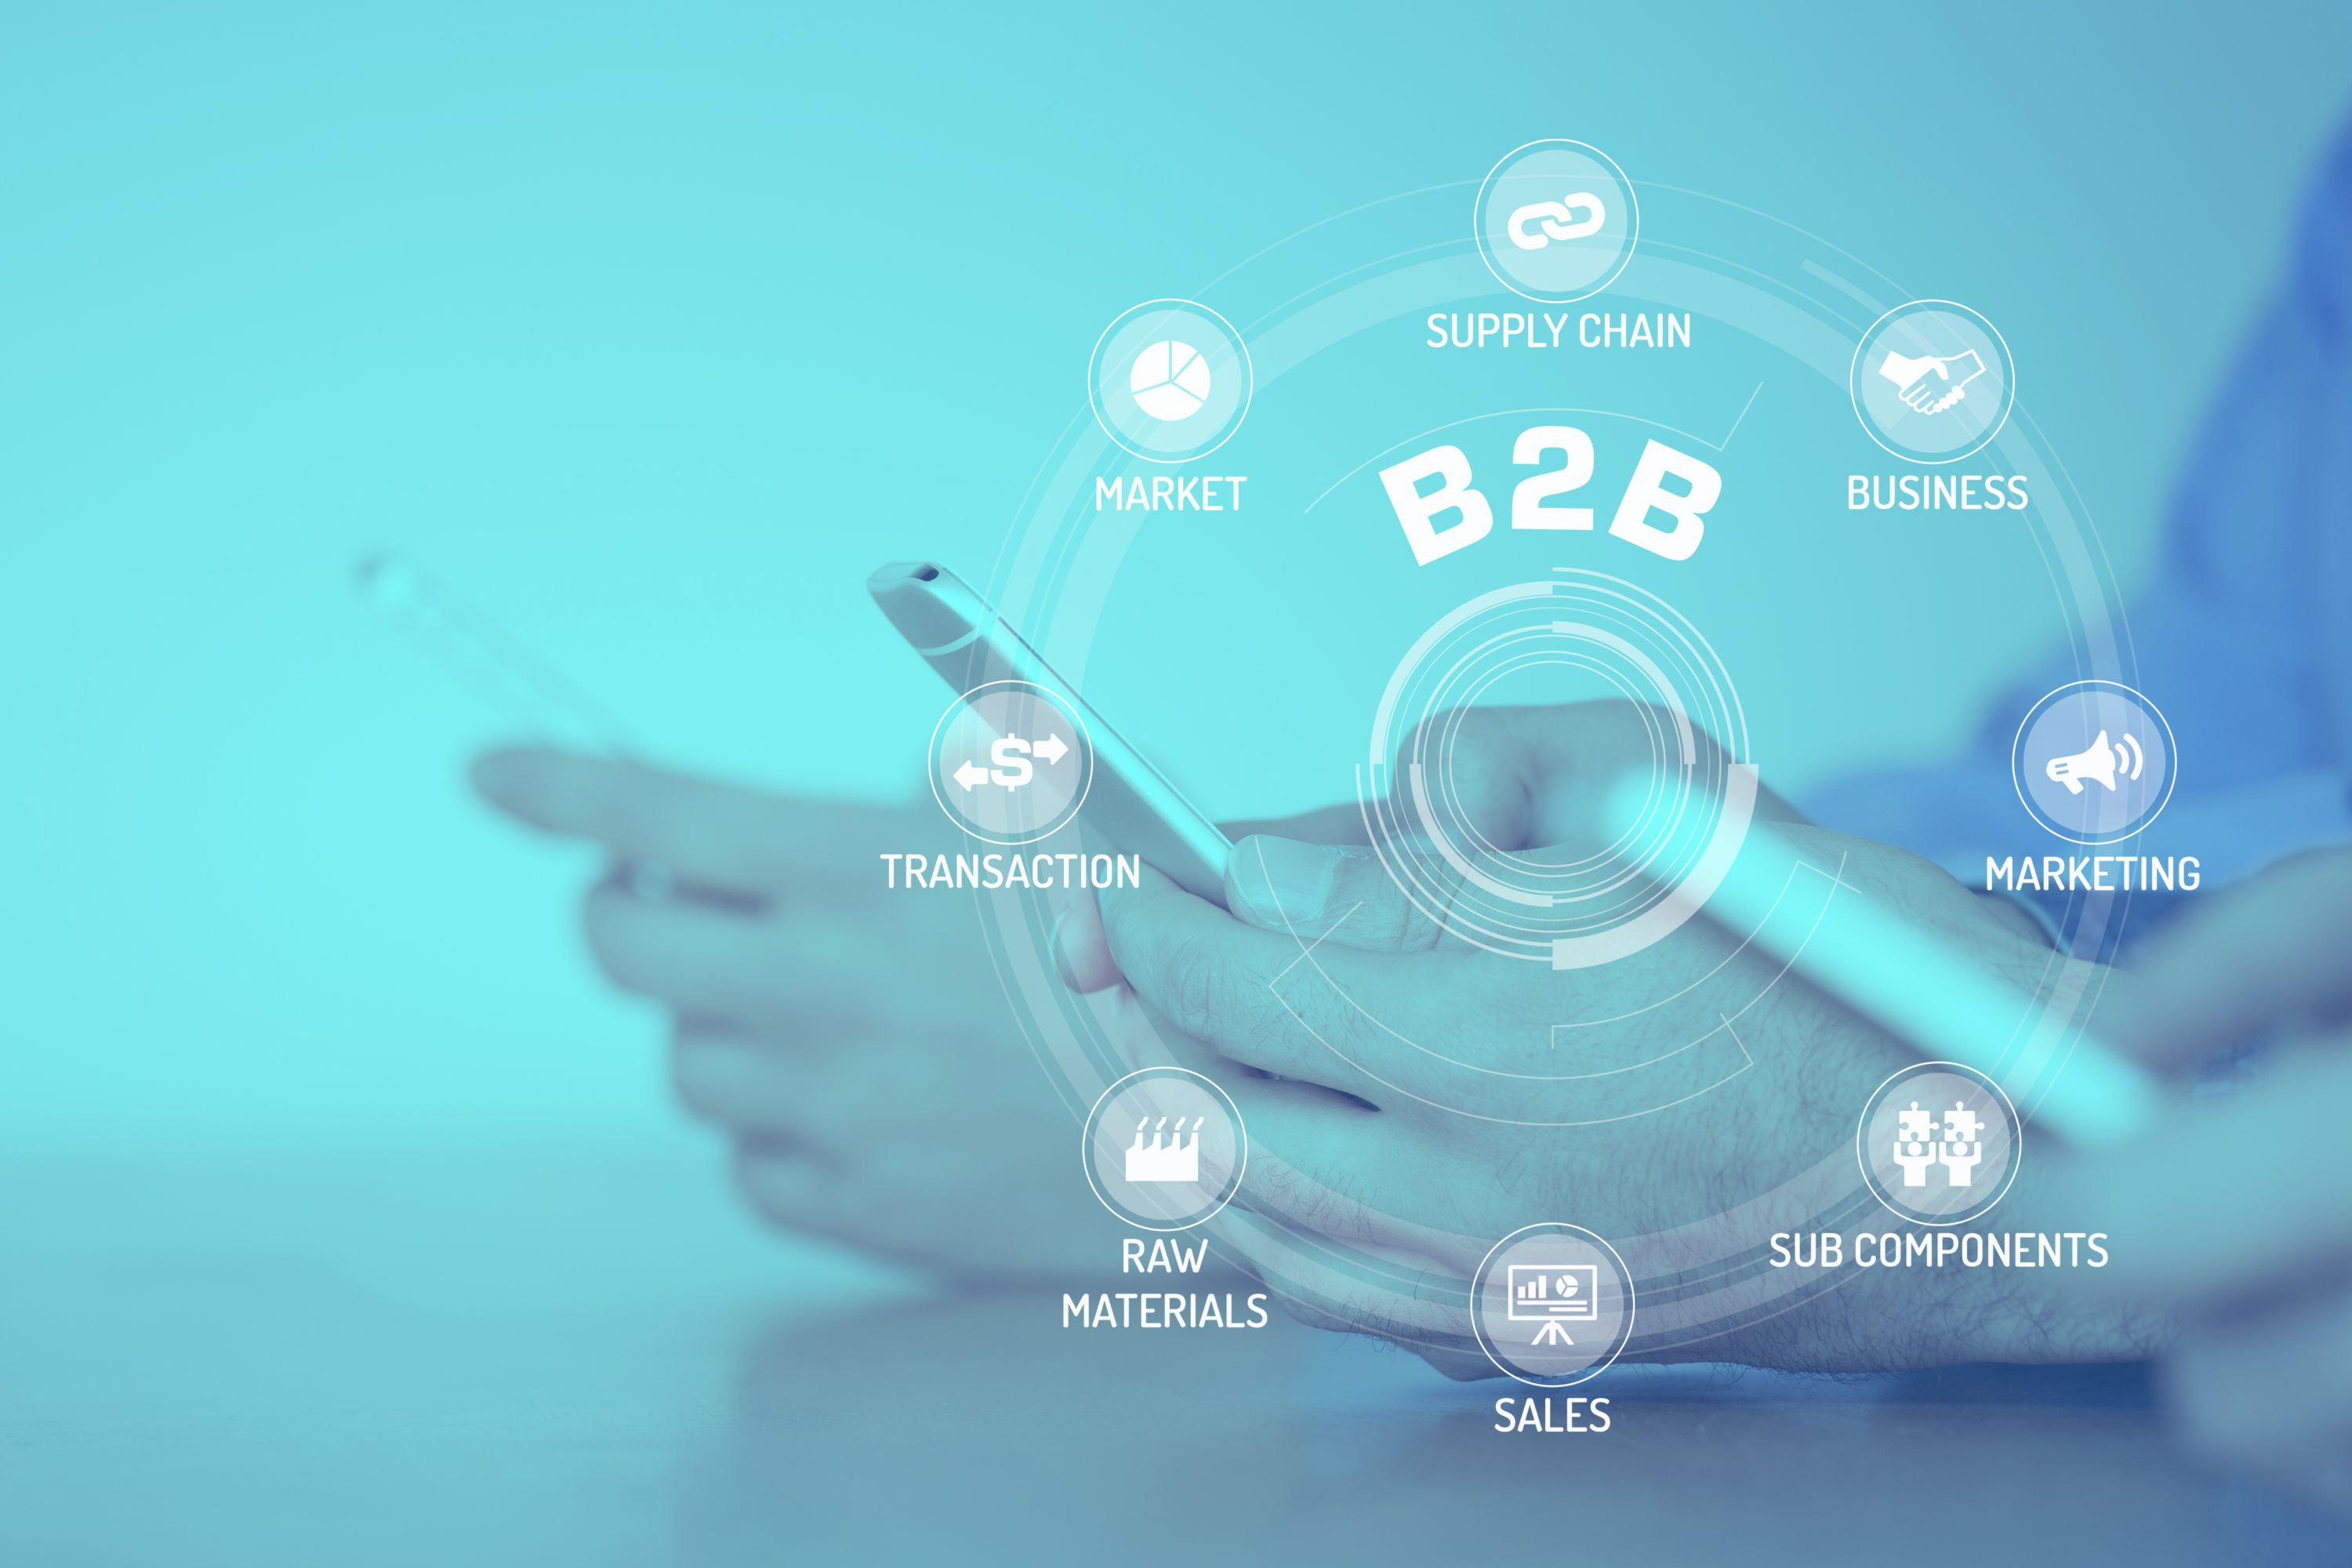 SUPPLY CHAIN
MARKET
BUSINESS
B2B
TRANSACTION
MARKETING
RAW
MATERIALS
SUB COMPONENTS
SALES